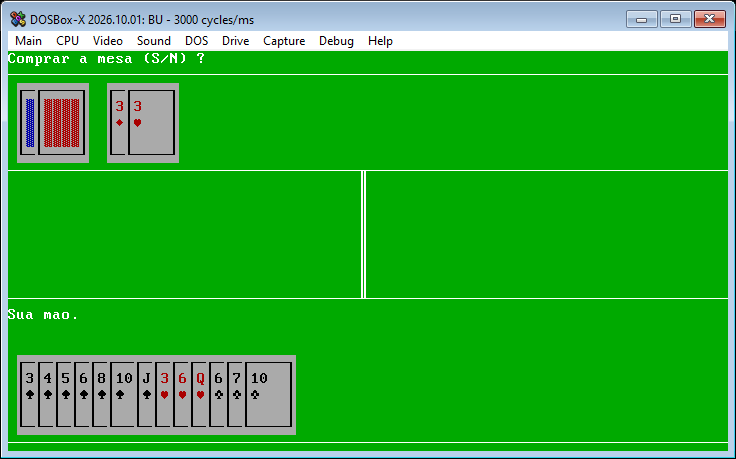 DOSBox-X 2026.10.01: BU - 3000 cycles/ms
Main CPU Video Sound DOS Drive Capture Debug Help
Comprar a mesa (S/N) ?
3 3
♦ ♥
Sua mao.
3 4 5 6 8 10 J 3 6 Q 6 7 10
♠ ♠ ♠ ♠ ♠ ♠ ♠ ♥ ♥ ♥ ♣ ♣ ♣